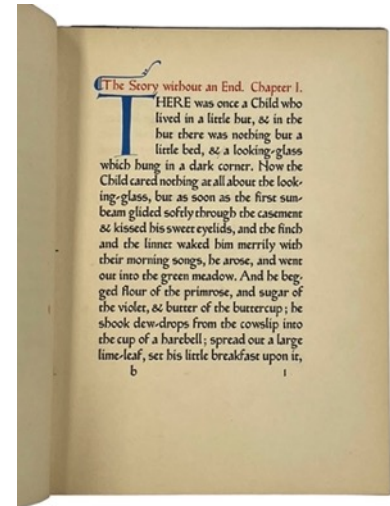 The Story without an End. Chapter I.
THERE was once a Child who
lived in a little hut, & in the
hut there was nothing but a
little bed, & a looking-glass
which hung in a dark corner. Now the
Child cared nothing at all about the look-
ing-glass, but as soon as the first sun-
beam glided softly through the casement
& kissed his sweet eyelids, and the finch
and the linnet waked him merrily with
their morning songs, he arose, and went
out into the green meadow. And he beg-
ged flour of the primrose, and sugar of
the violet, & butter of the buttercup; he
shook dew-drops from the cowslip into
the cup of a harebell; spread out a large
lime-leaf, set his little breakfast upon it,
b 1